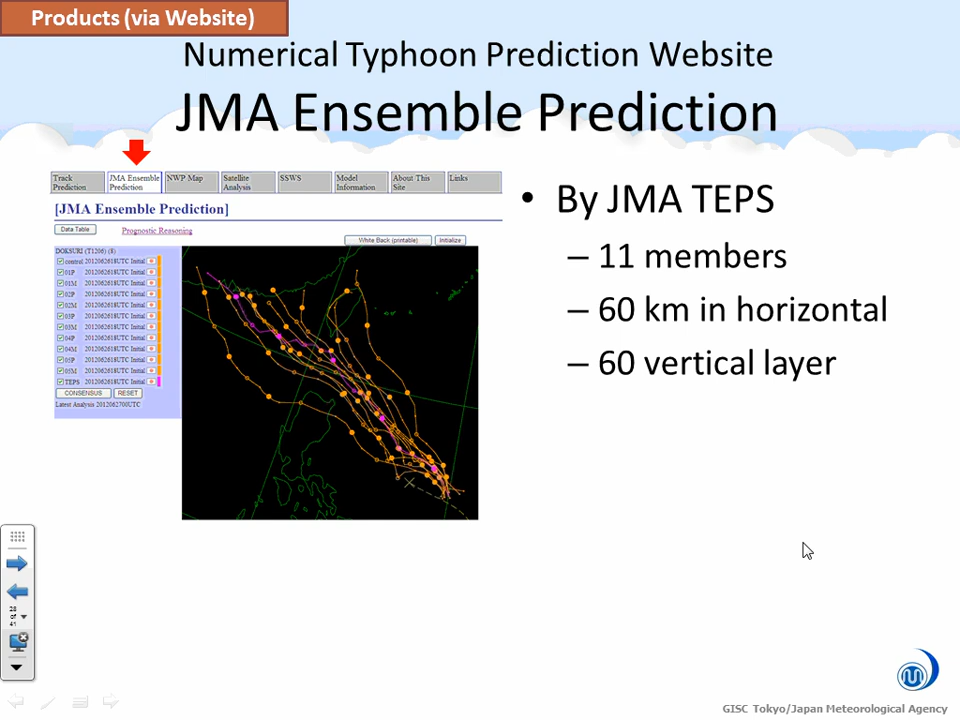 Products (via Website)
Numerical Typhoon Prediction Website
JMA Ensemble Prediction
Track Prediction
JMA Ensemble Prediction
NWP Map
Satellite Analysis
SSWS
Model Information
About This Site
Links
[JMA Ensemble Prediction]
Data Table
Prognostic Reasoning
White Back (printable)
Initialize
DOKSURI (T1206) (8)
control 2012062618UTC Initial
01P 2012062618UTC Initial
01M 2012062618UTC Initial
02P 2012062618UTC Initial
02M 2012062618UTC Initial
03P 2012062618UTC Initial
03M 2012062618UTC Initial
04P 2012062618UTC Initial
04M 2012062618UTC Initial
05P 2012062618UTC Initial
05M 2012062618UTC Initial
TEPS 2012062618UTC Initial
CONSENSUS
RESET
Latest Analysis 2012062700UTC
• By JMA TEPS
– 11 members
– 60 km in horizontal
– 60 vertical layer
28
of
41
GISC Tokyo/Japan Meteorological Agency